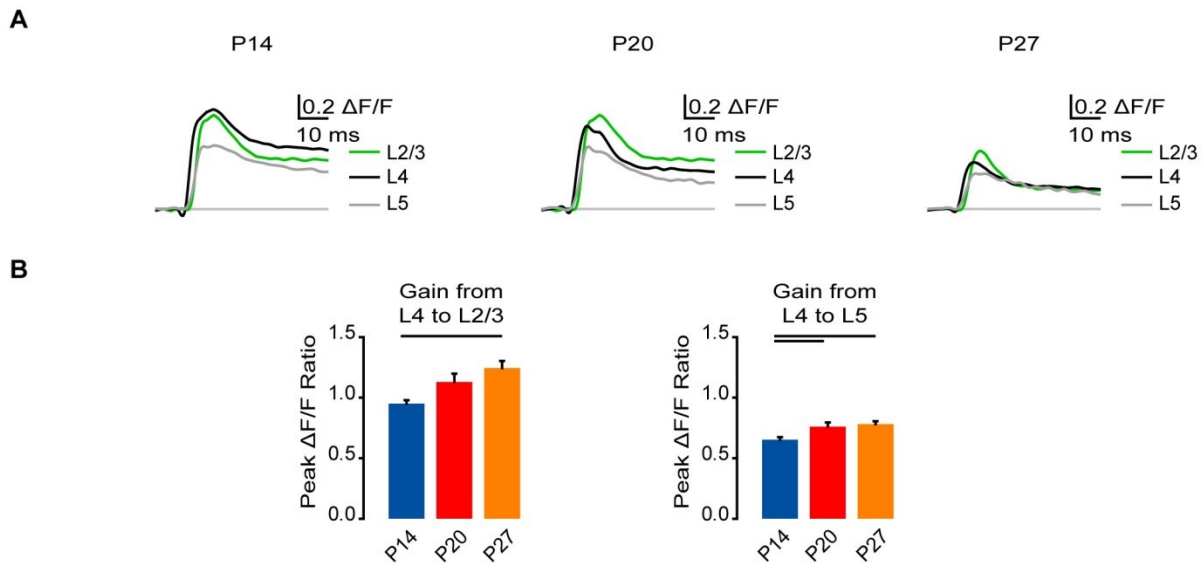 A
P14
P20
P27
0.2 ΔF/F
10 ms
L2/3
L4
L5
0.2 ΔF/F
10 ms
L2/3
L4
L5
0.2 ΔF/F
10 ms
L2/3
L4
L5
B
Gain from
L4 to L2/3
Peak ΔF/F Ratio
1.5
1.0
0.5
0.0
P14
P20
P27
Gain from
L4 to L5
Peak ΔF/F Ratio
1.5
1.0
0.5
0.0
P14
P20
P27